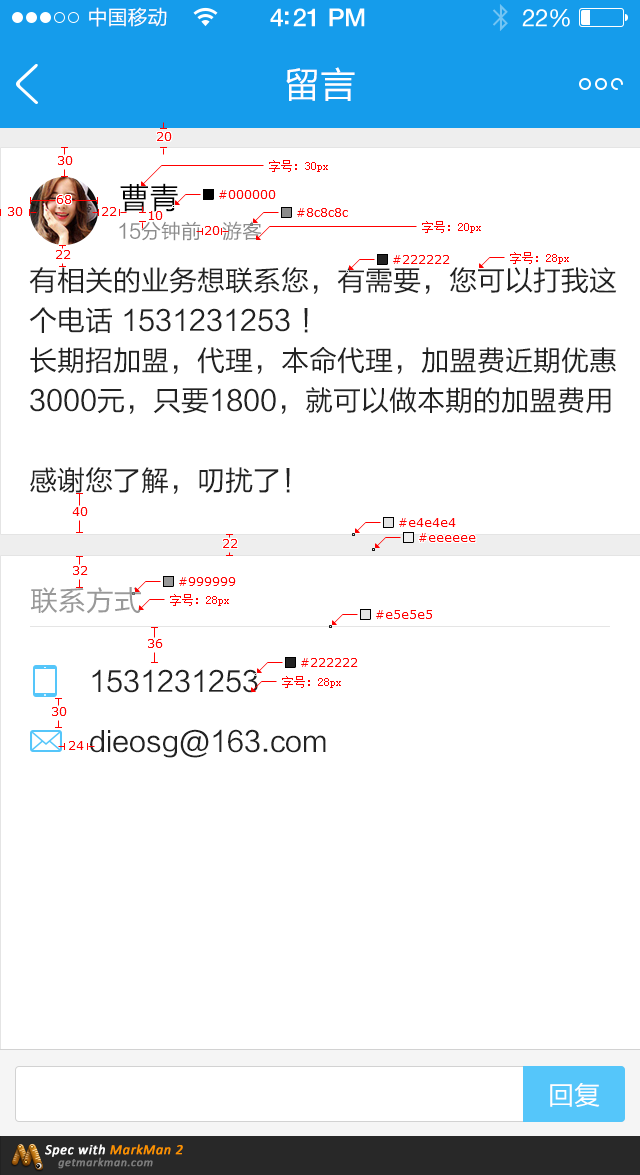 中国移动 4:21 PM 22%
留言
20
30
字号：30px
曹青
#000000
30 68 22 10
#8c8c8c
15分钟前 20 游客
字号：20px
22
#222222
字号：28px
有相关的业务想联系您，有需要，您可以打我这
个电话 1531231253！
长期招加盟，代理，本命代理，加盟费近期优惠
3000元，只要1800，就可以做本期的加盟费用
感谢您了解，叨扰了！
40
#e4e4e4
22
#eeeeee
32
#999999
联系方式
字号：28px
#e5e5e5
36
#222222
1531231253
字号：28px
30
24
dieosg@163.com
回复
Spec with MarkMan 2
getmarkman.com